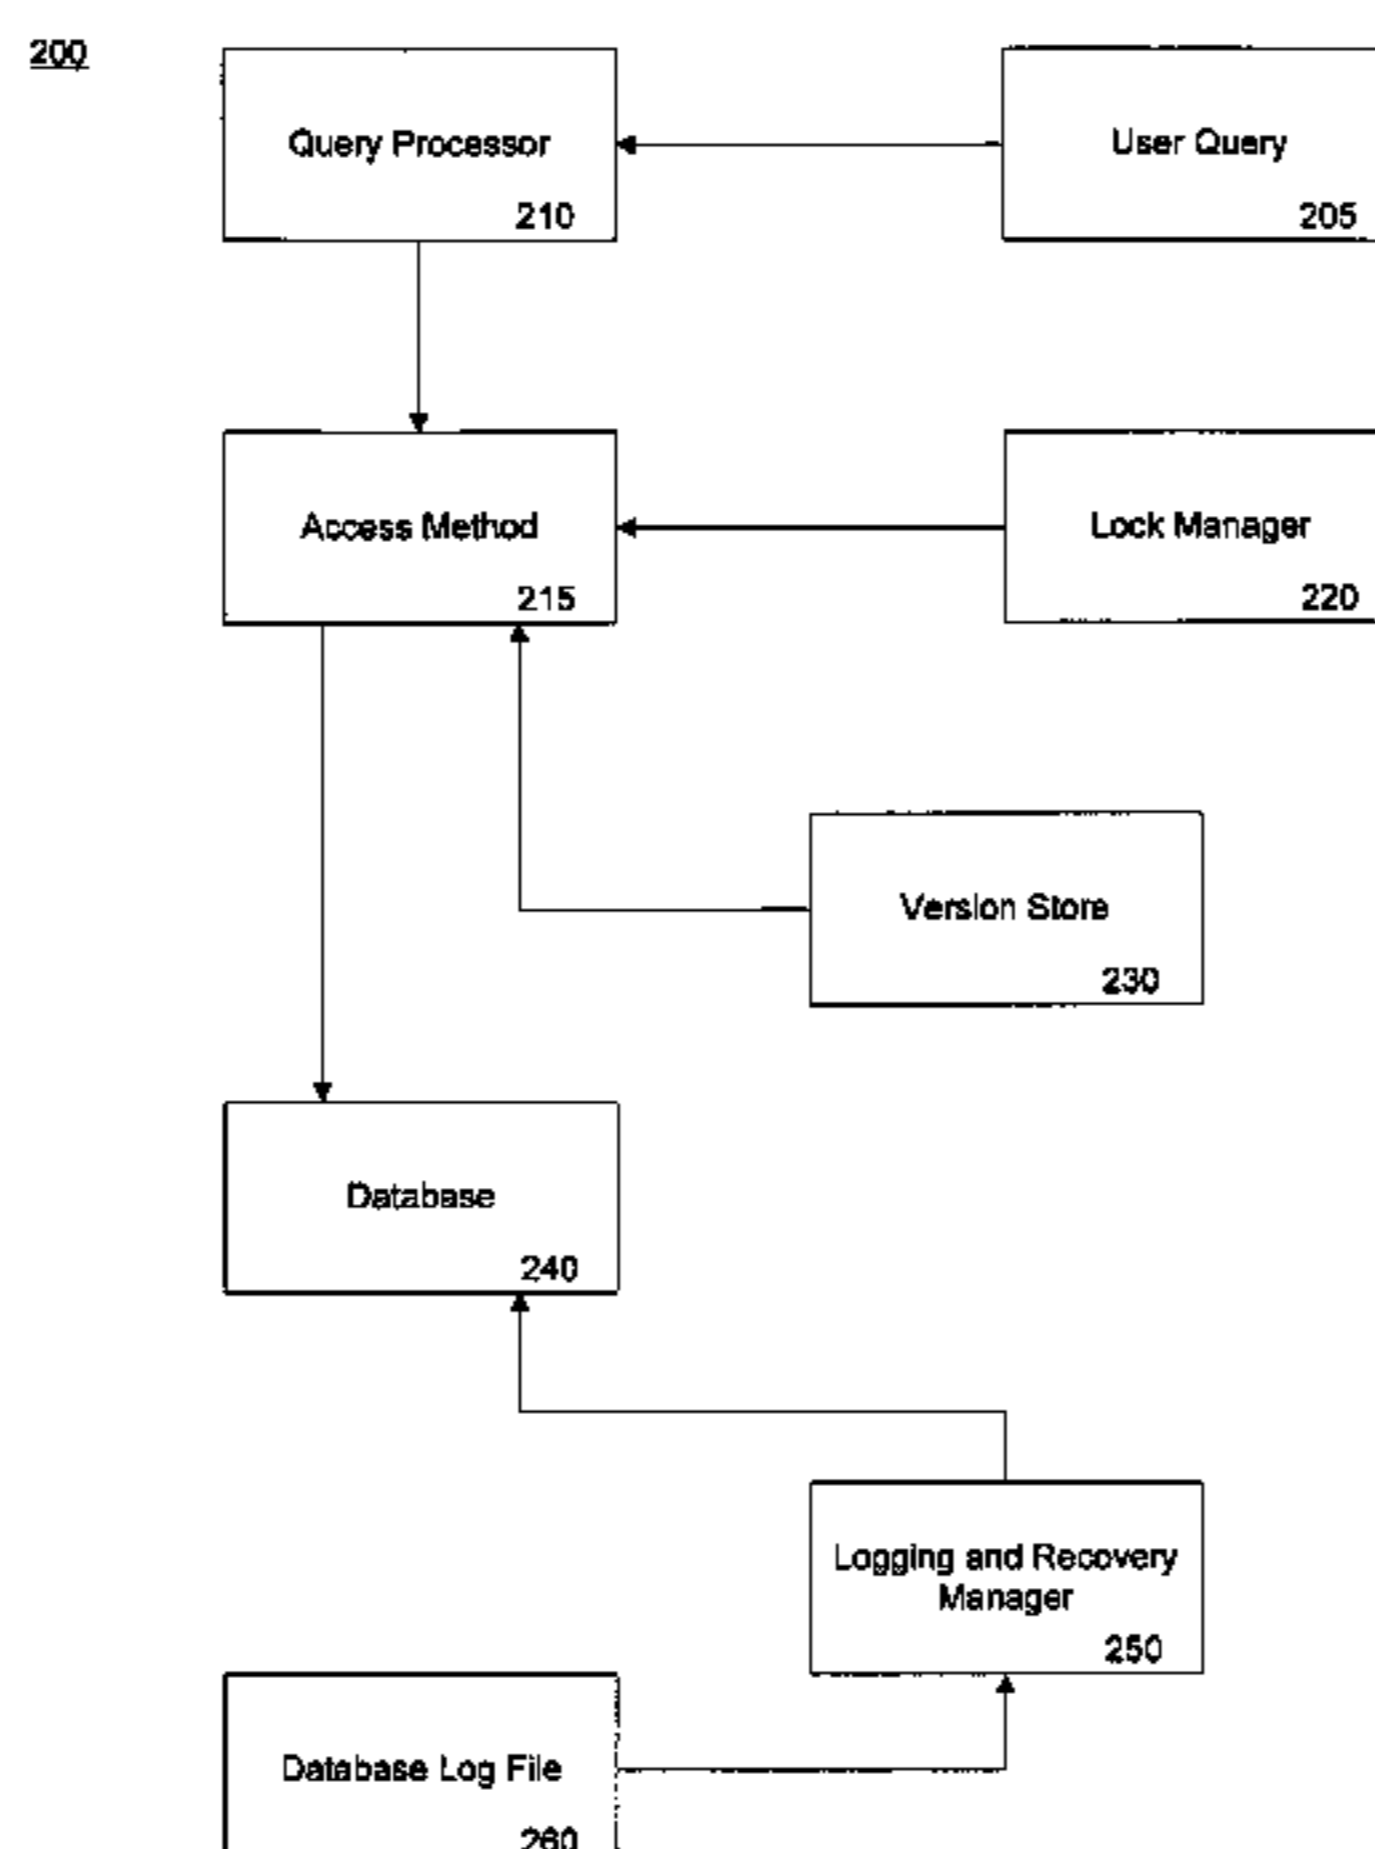 200
Query Processor
210
User Query
205
Access Method
215
Lock Manager
220
Version Store
230
Database
240
Logging and Recovery
Manager
250
Database Log File
260